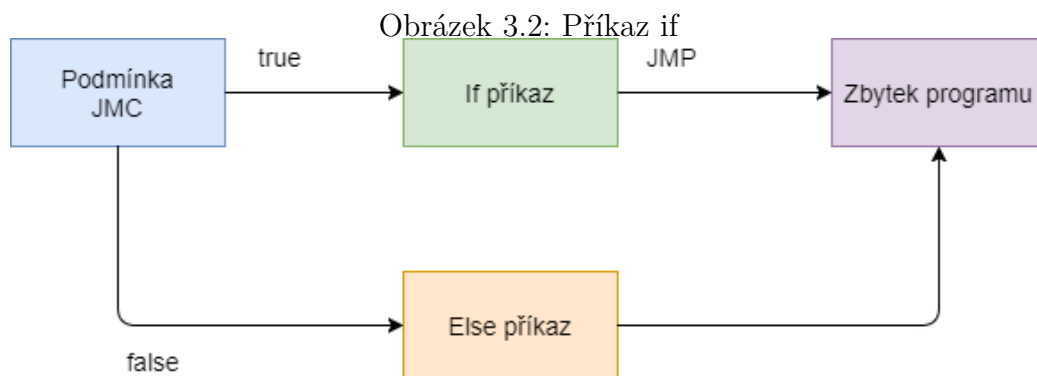 Obrázek 3.2: Příkaz if
true
JMP
Podmínka
JMC
If příkaz
Zbytek programu
Else příkaz
false